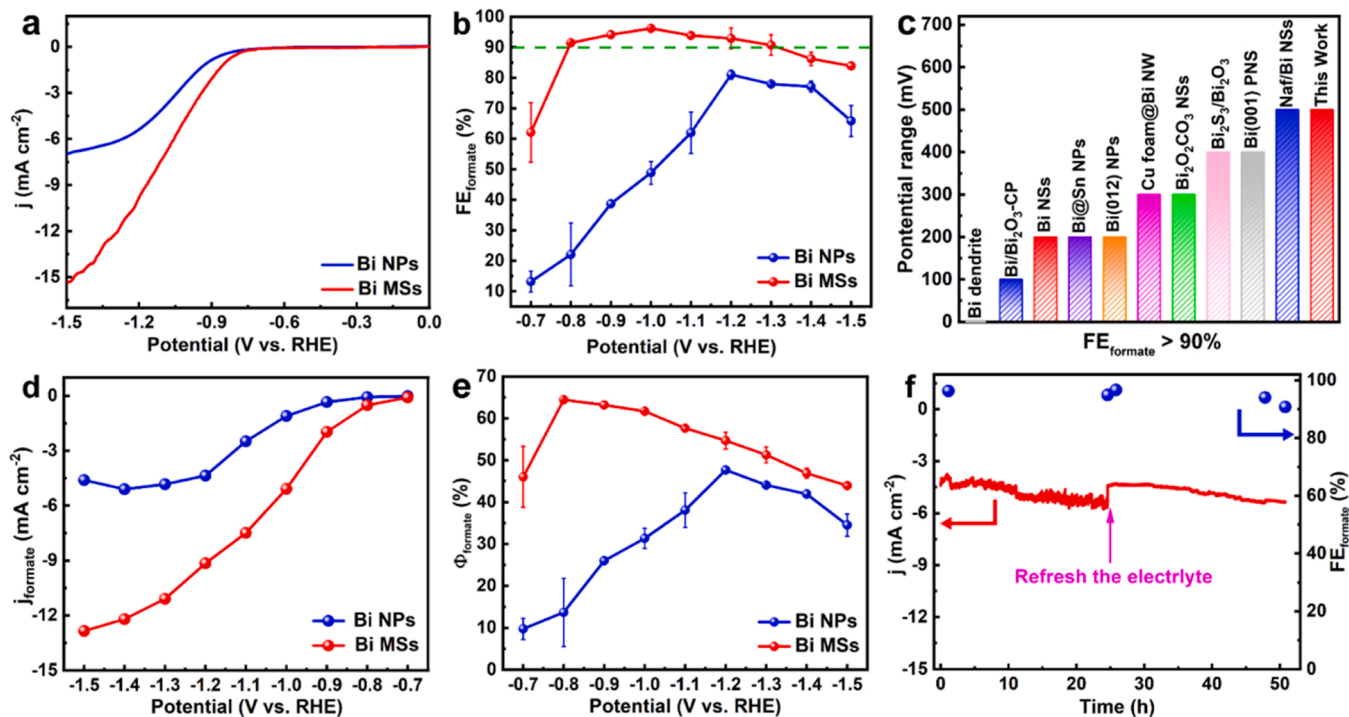 a
0
-3
-6
-9
-12
-15
j (mA cm⁻²)
Bi NPs
Bi MSs
-1.5 -1.2 -0.9 -0.6 -0.3 0.0
Potential (V vs. RHE)
b
100
90
80
70
60
50
40
30
20
10
FE_formate (%)
Bi NPs
Bi MSs
-0.7 -0.8 -0.9 -1.0 -1.1 -1.2 -1.3 -1.4 -1.5
Potential (V vs. RHE)
c
700
600
500
400
300
200
100
0
Pontential range (mV)
Bi dendrite
Bi/Bi₂O₃-CP
Bi NSs
Bi@Sn NPs
Bi(012) NPs
Cu foam@Bi NW
Bi₂O₂CO₃ NSs
Bi₂S₃/Bi₂O₃
Bi(001) PNS
Naf/Bi NSs
This Work
FE_formate > 90%
d
0
-3
-6
-9
-12
-15
j_formate (mA cm⁻²)
Bi NPs
Bi MSs
-1.5 -1.4 -1.3 -1.2 -1.1 -1.0 -0.9 -0.8 -0.7
Potential (V vs. RHE)
e
70
60
50
40
30
20
10
0
Φ_formate (%)
Bi NPs
Bi MSs
-0.7 -0.8 -0.9 -1.0 -1.1 -1.2 -1.3 -1.4 -1.5
Potential (V vs. RHE)
f
0
-3
-6
-9
-12
-15
j (mA cm⁻²)
Refresh the electrlyte
100
80
60
40
20
0
FE_formate (%)
0 10 20 30 40 50
Time (h)